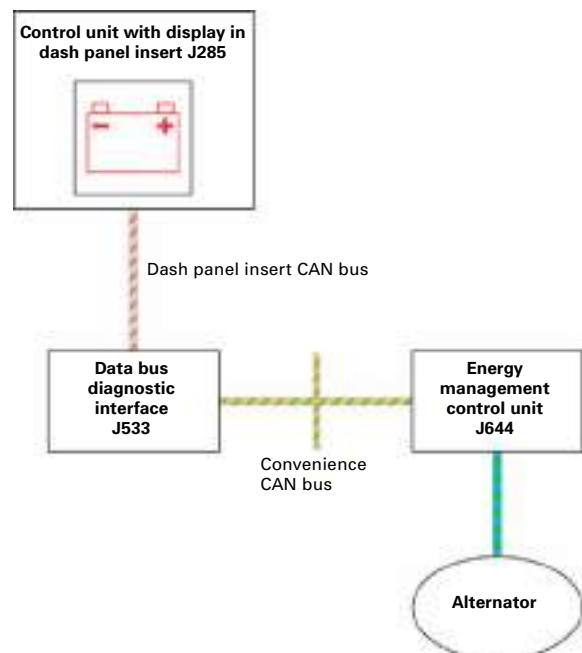 Control unit with display in
dash panel insert J285
– +
Dash panel insert CAN bus
Data bus
diagnostic
interface
J533
Energy
management
control unit
J644
Convenience
CAN bus
Alternator